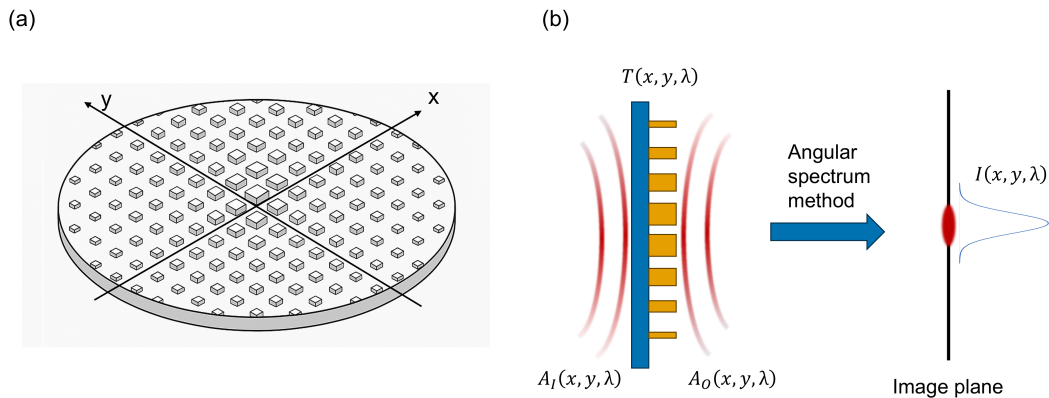 (a)
(b)
y
x
T(x, y, λ)
Angular
spectrum
method
I(x, y, λ)
A_I(x, y, λ)
A_O(x, y, λ)
Image plane